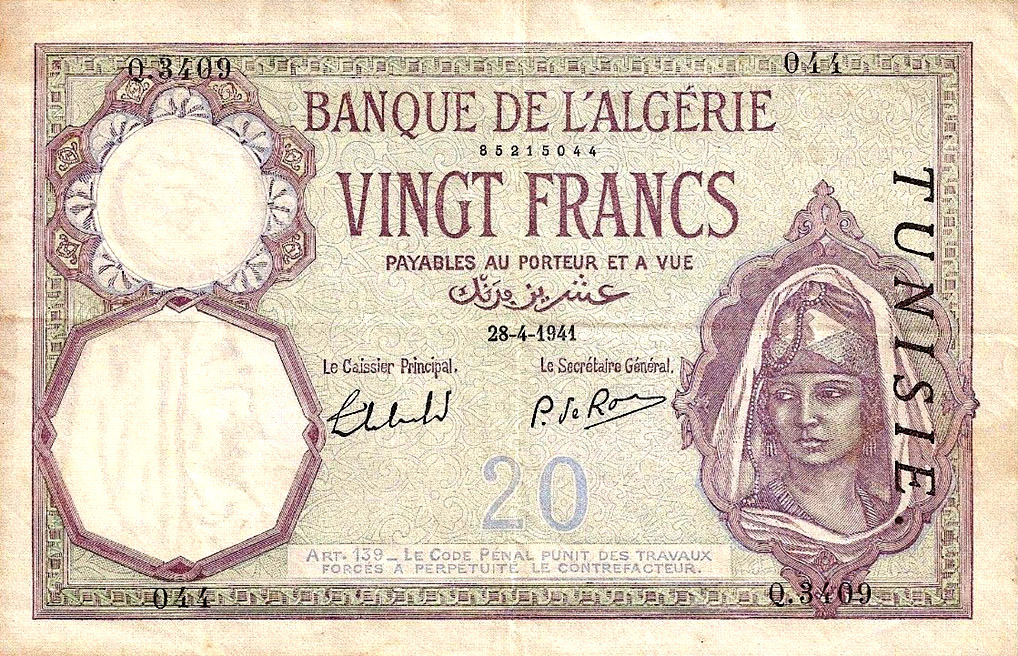 Q.3409
044
BANQUE DE L'ALGÉRIE
85215044
VINGT FRANCS
PAYABLES AU PORTEUR ET A VUE
عشرين فرنك
28-4-1941
Le Caissier Principal,
Le Secrétaire Général,
P. de Rou
20
ART. 139 _ LE CODE PÉNAL PUNIT DES TRAVAUX
FORCÉS A PERPÉTUITÉ LE CONTREFACTEUR.
044
Q.3409
TUNISIE.